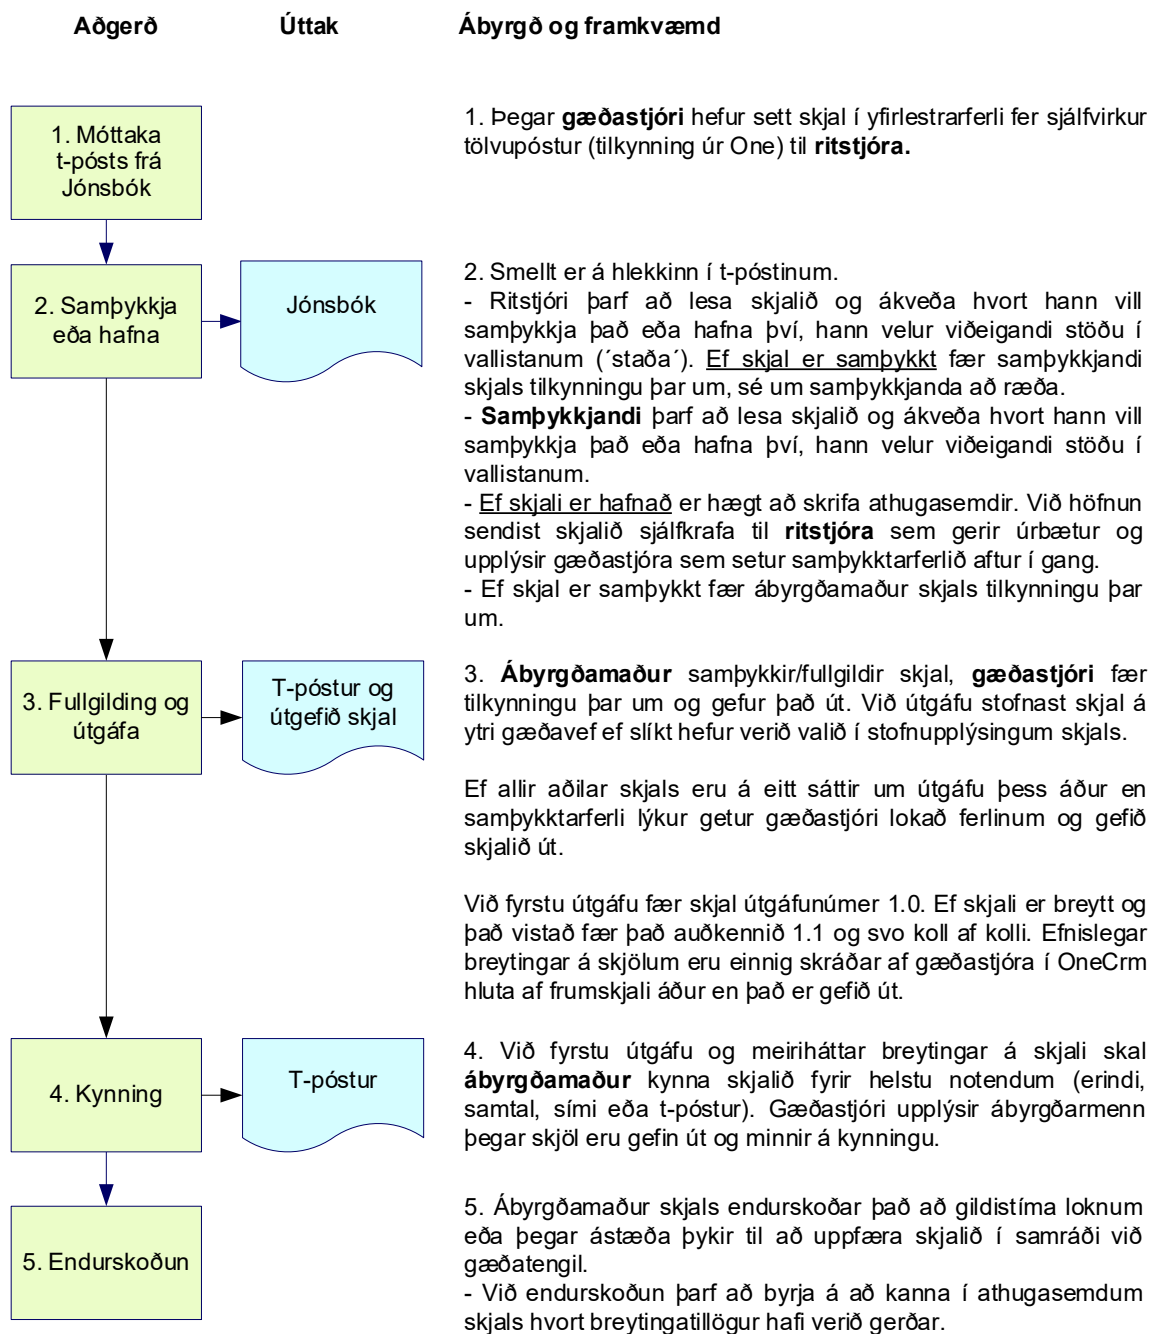 Aðgerð Úttak Ábyrgð og framkvæmd
1. Móttaka
t-pósts frá
Jónsbók
1. Þegar gæðastjóri hefur sett skjal í yfirlestrarferli fer sjálfvirkur
tölvupóstur (tilkynning úr One) til ritstjóra.
2. Samþykkja
eða hafna
Jónsbók
2. Smellt er á hlekkinn í t-póstinum.
- Ritstjóri þarf að lesa skjalið og ákveða hvort hann vill
samþykkja það eða hafna því, hann velur viðeigandi stöðu í
vallistanum (´staða´). Ef skjal er samþykkt fær samþykkjandi
skjals tilkynningu þar um, sé um samþykkjanda að ræða.
- Samþykkjandi þarf að lesa skjalið og ákveða hvort hann vill
samþykkja það eða hafna því, hann velur viðeigandi stöðu í
vallistanum.
- Ef skjali er hafnað er hægt að skrifa athugasemdir. Við höfnun
sendist skjalið sjálfkrafa til ritstjóra sem gerir úrbætur og
upplýsir gæðastjóra sem setur samþykktarferlið aftur í gang.
- Ef skjal er samþykkt fær ábyrgðamaður skjals tilkynningu þar
um.
3. Fullgilding og
útgáfa
T-póstur og
útgefið skjal
3. Ábyrgðamaður samþykkir/fullgildir skjal, gæðastjóri fær
tilkynningu þar um og gefur það út. Við útgáfu stofnast skjal á
ytri gæðavef ef slíkt hefur verið valið í stofnupplýsingum skjals.
Ef allir aðilar skjals eru á eitt sáttir um útgáfu þess áður en
samþykktarferli lýkur getur gæðastjóri lokað ferlinum og gefið
skjalið út.
Við fyrstu útgáfu fær skjal útgáfunúmer 1.0. Ef skjali er breytt og
það vistað fær það auðkennið 1.1 og svo koll af kolli. Efnislegar
breytingar á skjölum eru einnig skráðar af gæðastjóra í OneCrm
hluta af frumskjali áður en það er gefið út.
4. Kynning
T-póstur
4. Við fyrstu útgáfu og meiriháttar breytingar á skjali skal
ábyrgðamaður kynna skjalið fyrir helstu notendum (erindi,
samtal, sími eða t-póstur). Gæðastjóri upplýsir ábyrgðarmenn
þegar skjöl eru gefin út og minnir á kynningu.
5. Endurskoðun
5. Ábyrgðamaður skjals endurskoðar það að gildistíma loknum
eða þegar ástæða þykir til að uppfæra skjalið í samráði við
gæðatengil.
- Við endurskoðun þarf að byrja á að kanna í athugasemdum
skjals hvort breytingatillögur hafi verið gerðar.